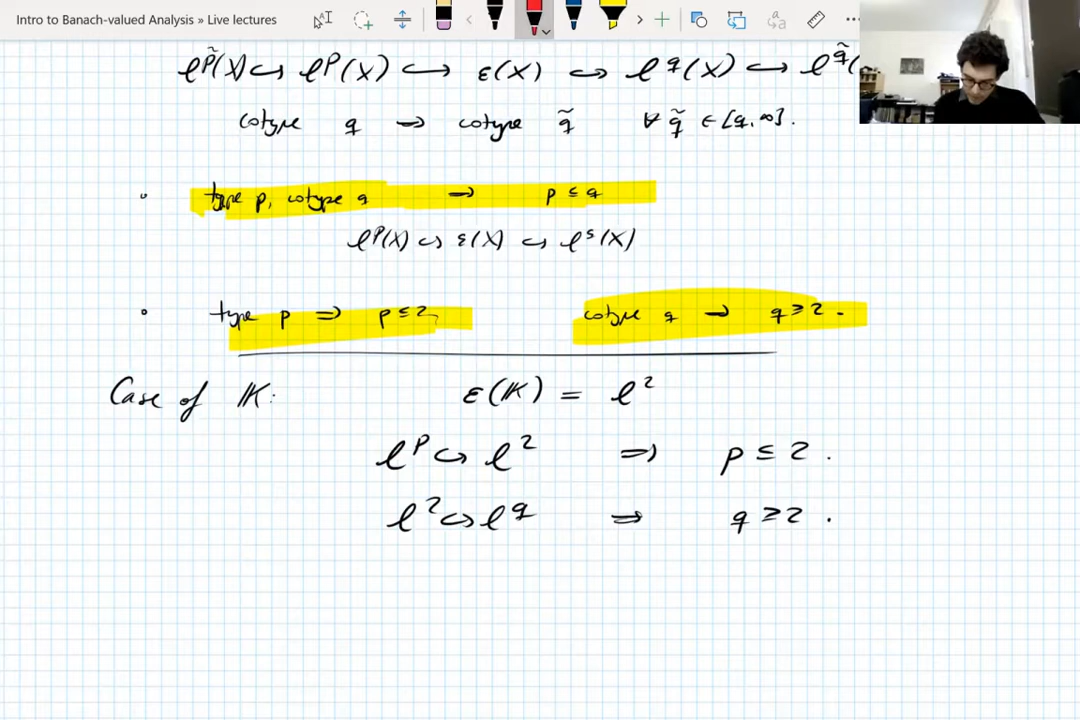 Intro to Banach-valued Analysis » Live lectures
ℓ^p̃(X) ↪ ℓ^p(X) ↪ ε(X) ↪ ℓ^q(X) ↪ ℓ^q̃(
cotype q → cotype q̃ ∀ q̃ ∈ [q, ∞].
• type p, cotype q → p ≤ q
ℓ^p(X) ↪ ε(X) ↪ ℓ^s(X)
• type p ⇒ p ≤ 2, cotype q → q ≥ 2.
Case of 𝕂: ε(𝕂) = ℓ²
ℓ^p ↪ ℓ² ⇒ p ≤ 2.
ℓ² ↪ ℓ^q ⇒ q ≥ 2.